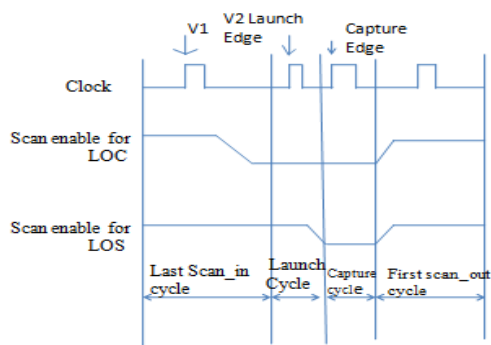 V1
V2 Launch
Edge
Capture
Edge
Clock
Scan enable for
LOC
Scan enable for
LOS
Last Scan_in
cycle
Launch
Cycle
Capture
cycle
First scan_out
cycle